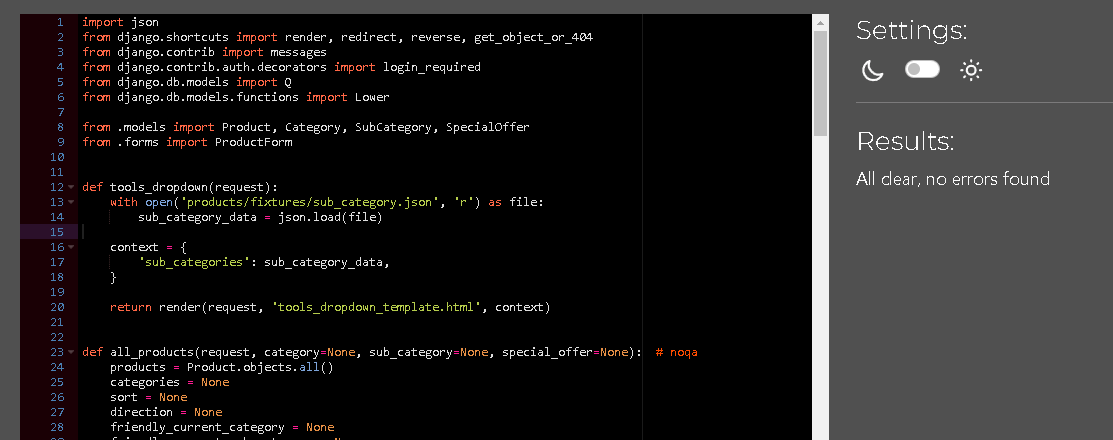 1 import json
2 from django.shortcuts import render, redirect, reverse, get_object_or_404
3 from django.contrib import messages
4 from django.contrib.auth.decorators import login_required
5 from django.db.models import Q
6 from django.db.models.functions import Lower
7
8 from .models import Product, Category, SubCategory, SpecialOffer
9 from .forms import ProductForm
10
11
12 def tools_dropdown(request):
13     with open('products/fixtures/sub_category.json', 'r') as file:
14         sub_category_data = json.load(file)
15
16     context = {
17         'sub_categories': sub_category_data,
18     }
19
20     return render(request, 'tools_dropdown_template.html', context)
21
22
23 def all_products(request, category=None, sub_category=None, special_offer=None):  # noqa
24     products = Product.objects.all()
25     categories = None
26     sort = None
27     direction = None
28     friendly_current_category = None
Settings:
Results:
All clear, no errors found